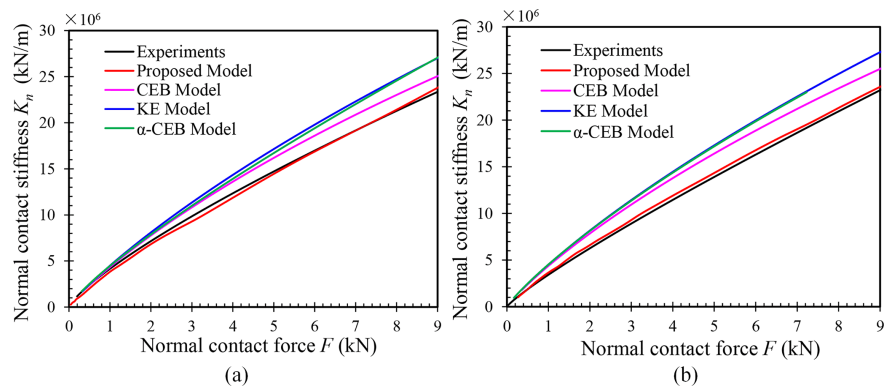 ×10⁶
30
25
20
15
10
5
0
Normal contact stiffness Kn (kN/m)
Experiments
Proposed Model
CEB Model
KE Model
α-CEB Model
0 1 2 3 4 5 6 7 8 9
Normal contact force F (kN)
(a)
×10⁶
30
25
20
15
10
5
0
Normal contact stiffness Kn (kN/m)
Experiments
Proposed Model
CEB Model
KE Model
α-CEB Model
0 1 2 3 4 5 6 7 8 9
Normal contact force F (kN)
(b)